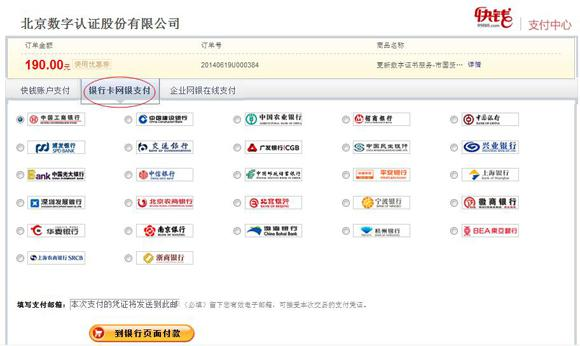 北京数字认证股份有限公司
快钱 99bill.com 支付中心
订单金额 订单号 商品名称
190.00元 使用优惠券 20140619U000384 更新数字证书服务-市国货… 详情
快钱账户支付 银行卡网银支付 企业网银在线支付
中国工商银行 中国建设银行 中国农业银行 招商银行 中国银行
浦发银行 SPD BANK 交通银行 广发银行|CGB 中国民生银行 兴业银行
Bank 中国光大银行 中信银行 中国邮政储蓄银行 平安银行 上海银行
深圳发展银行 北京农商银行 北京银行 宁波银行 徽商银行
华夏银行 南京银行 渤海银行 China Bohai Bank 杭州银行 BEA東亞銀行
上海农商银行 SRCB 浙商银行
填写支付邮箱: 本次支付的凭证将发送到此邮 (必填) 留下您有效电子邮箱,可接受本次交易的支付凭证。
到银行页面付款